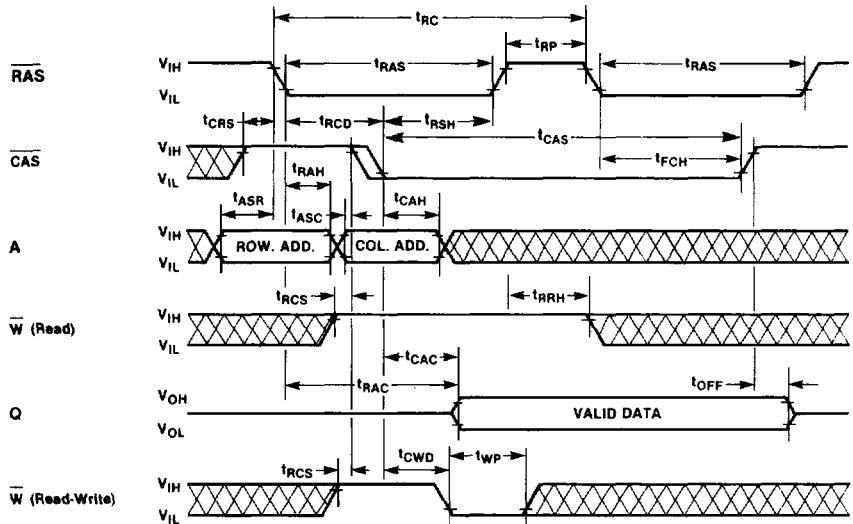 tRC
tRP
RAS
VIH
VIL
tRAS
tRAS
tCRS
tRCD
tRSH
tCAS
CAS
VIH
VIL
tRAH
tFCH
tASR
tASC
tCAH
A
VIH
VIL
ROW. ADD.
COL. ADD.
tRCS
tRRH
W (Read)
VIH
VIL
tCAC
tRAC
tOFF
Q
VOH
VOL
VALID DATA
tRCS
tCWD
tWP
W (Read-Write)
VIH
VIL